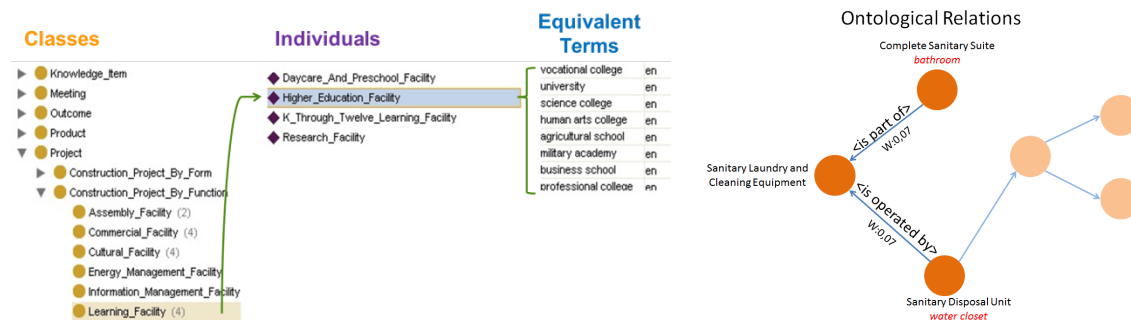 Classes
Knowledge_Item
Meeting
Outcome
Product
Project
Construction_Project_By_Form
Construction_Project_By_Function
Assembly_Facility (2)
Commercial_Facility (4)
Cultural_Facility (4)
Energy_Management_Facility
Information_Management_Facility
Learning_Facility (4)
Individuals
Daycare_And_Preschool_Facility
Higher_Education_Facility
K_Through_Twelve_Learning_Facility
Research_Facility
Equivalent
Terms
vocational college en
university en
science college en
human arts college en
agricultural school en
military academy en
business school en
professional college en
Ontological Relations
Complete Sanitary Suite
bathroom
<is part of>
W:0,07
Sanitary Laundry and
Cleaning Equipment
<is operated by>
W:0,07
Sanitary Disposal Unit
water closet